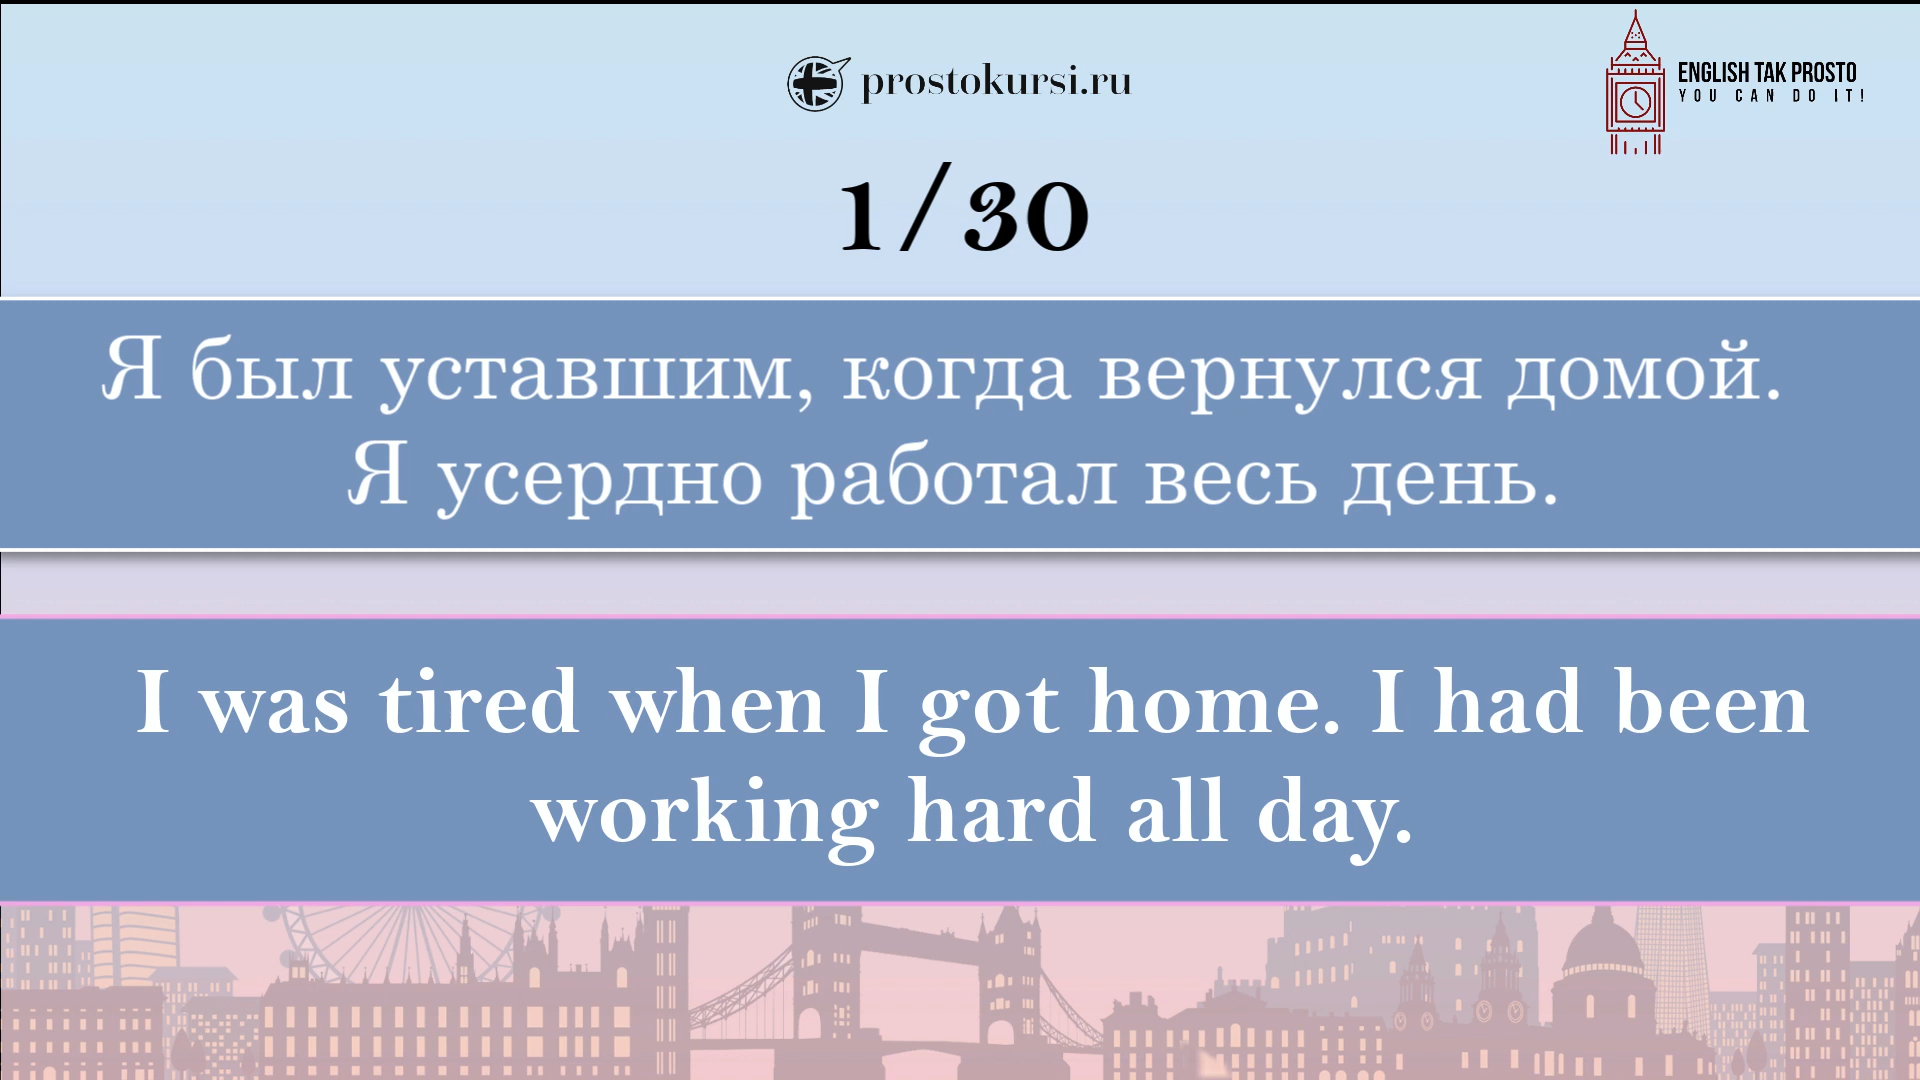 prostokursi.ru
ENGLISH TAK PROSTO
YOU CAN DO IT!
1/30
Я был уставшим, когда вернулся домой.
Я усердно работал весь день.
I was tired when I got home. I had been
working hard all day.